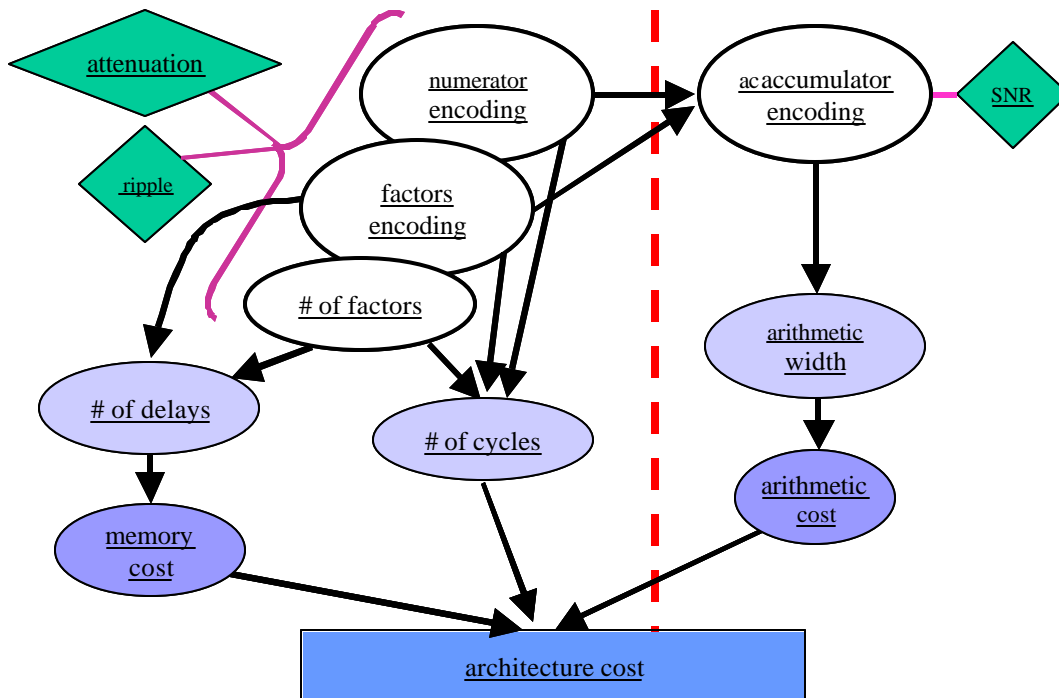 attenuation
numerator
encoding
acaccumulator
encoding
SNR
ripple
factors
encoding
# of factors
arithmetic
width
# of delays
# of cycles
arithmetic
cost
memory
cost
architecture cost